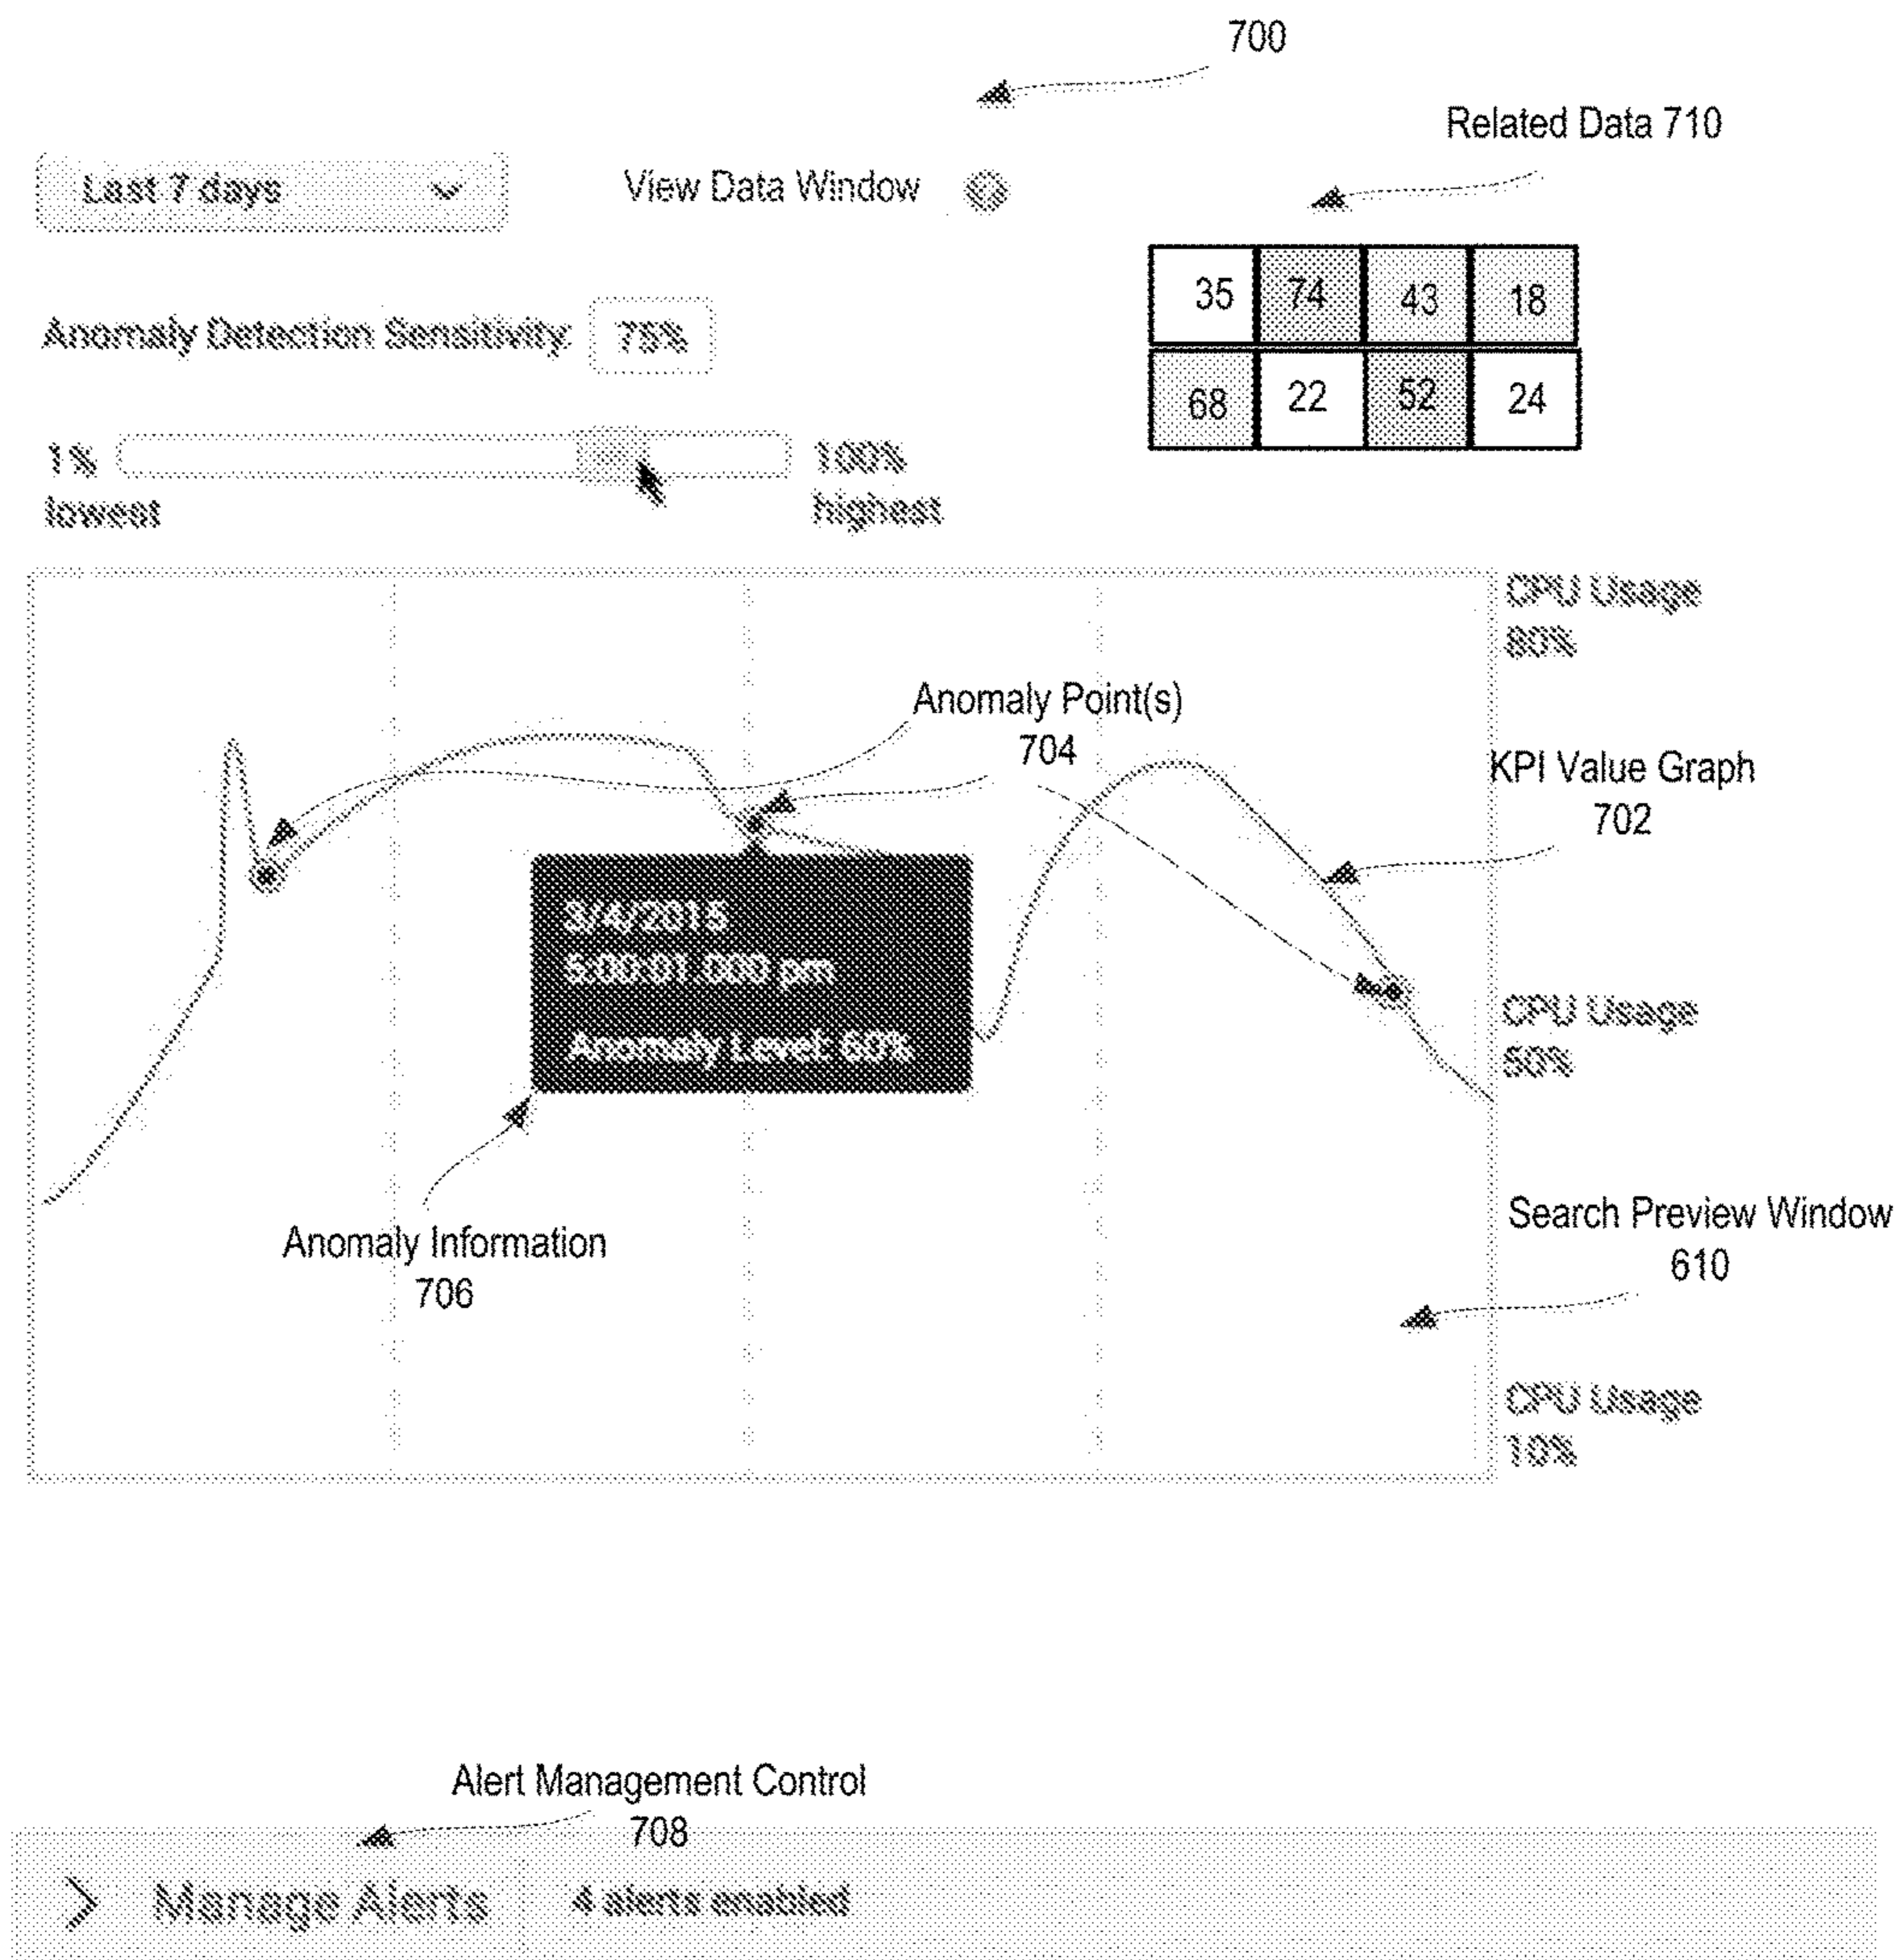 700
Related Data 710
Last 7 days
View Data Window
35 74 43 18
Anomaly Detection Sensitivity: 75%
68 22 52 24
1%
lowest
100%
highest
CPU Usage
80%
Anomaly Point(s)
704
KPI Value Graph
702
3/4/2015
5:00:01.000 pm
Anomaly Level: 60%
CPU Usage
50%
Anomaly Information
706
Search Preview Window
610
CPU Usage
10%
Alert Management Control
708
Manage Alerts
4 alerts enabled